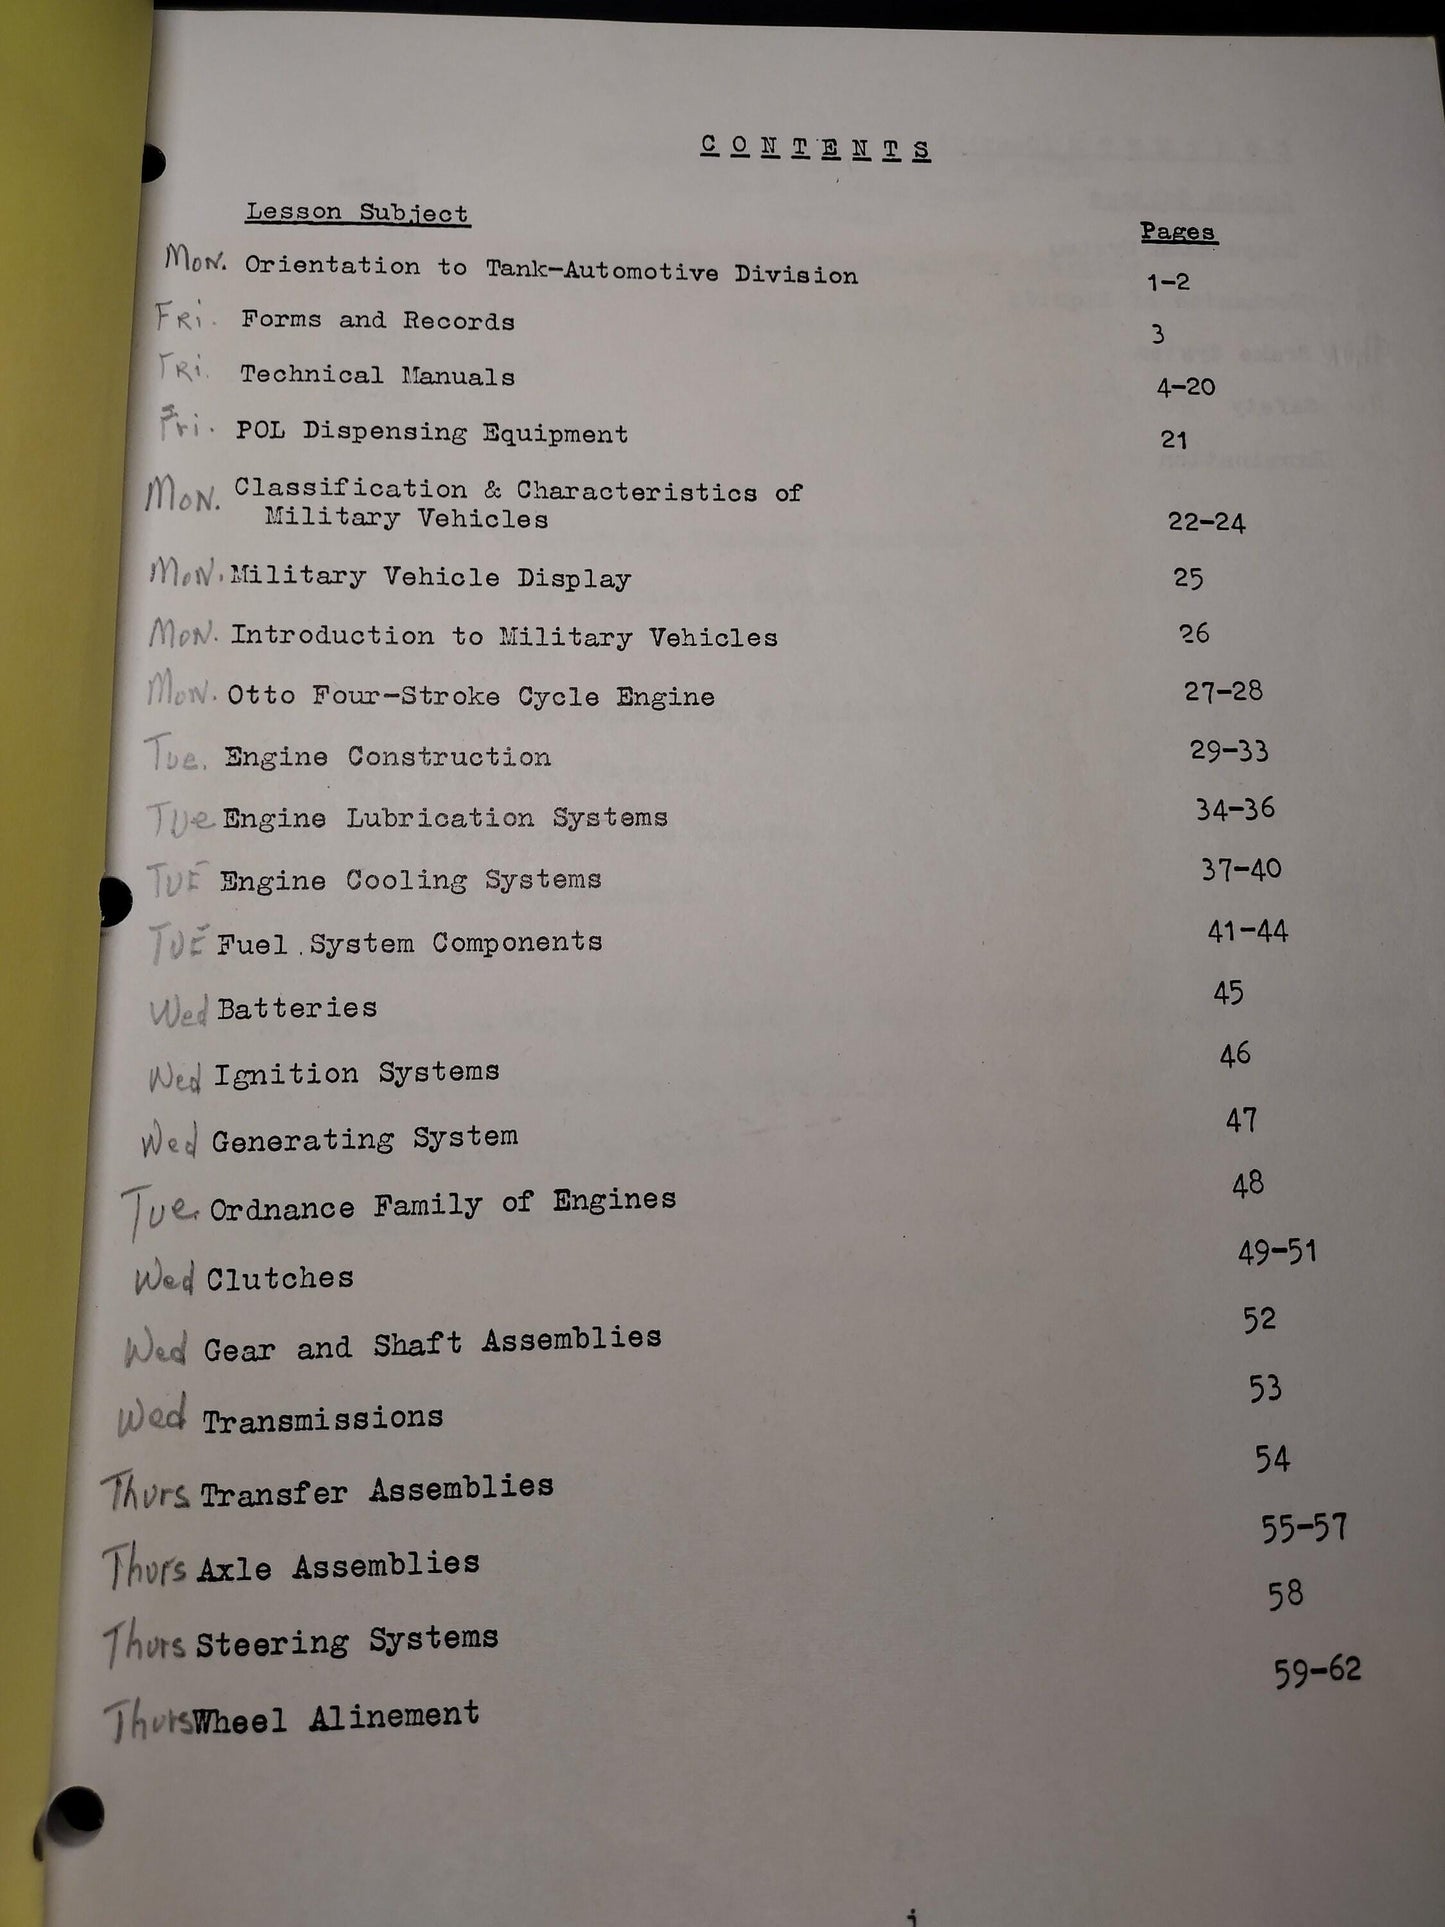 CONTENTS
Lesson Subject Pages
Mon. Orientation to Tank-Automotive Division 1-2
Fri. Forms and Records 3
Fri. Technical Manuals 4-20
Fri. POL Dispensing Equipment 21
Mon. Classification & Characteristics of
Military Vehicles 22-24
Mon. Military Vehicle Display 25
Mon. Introduction to Military Vehicles 26
Mon. Otto Four-Stroke Cycle Engine 27-28
Tue. Engine Construction 29-33
Tue Engine Lubrication Systems 34-36
TUE Engine Cooling Systems 37-40
TUE Fuel System Components 41-44
Wed Batteries 45
Wed Ignition Systems 46
Wed Generating System 47
Tue. Ordnance Family of Engines 48
Wed Clutches 49-51
Wed Gear and Shaft Assemblies 52
Wed Transmissions 53
Thurs Transfer Assemblies 54
Thurs Axle Assemblies 55-57
Thurs Steering Systems 58
Thurs Wheel Alinement 59-62
i